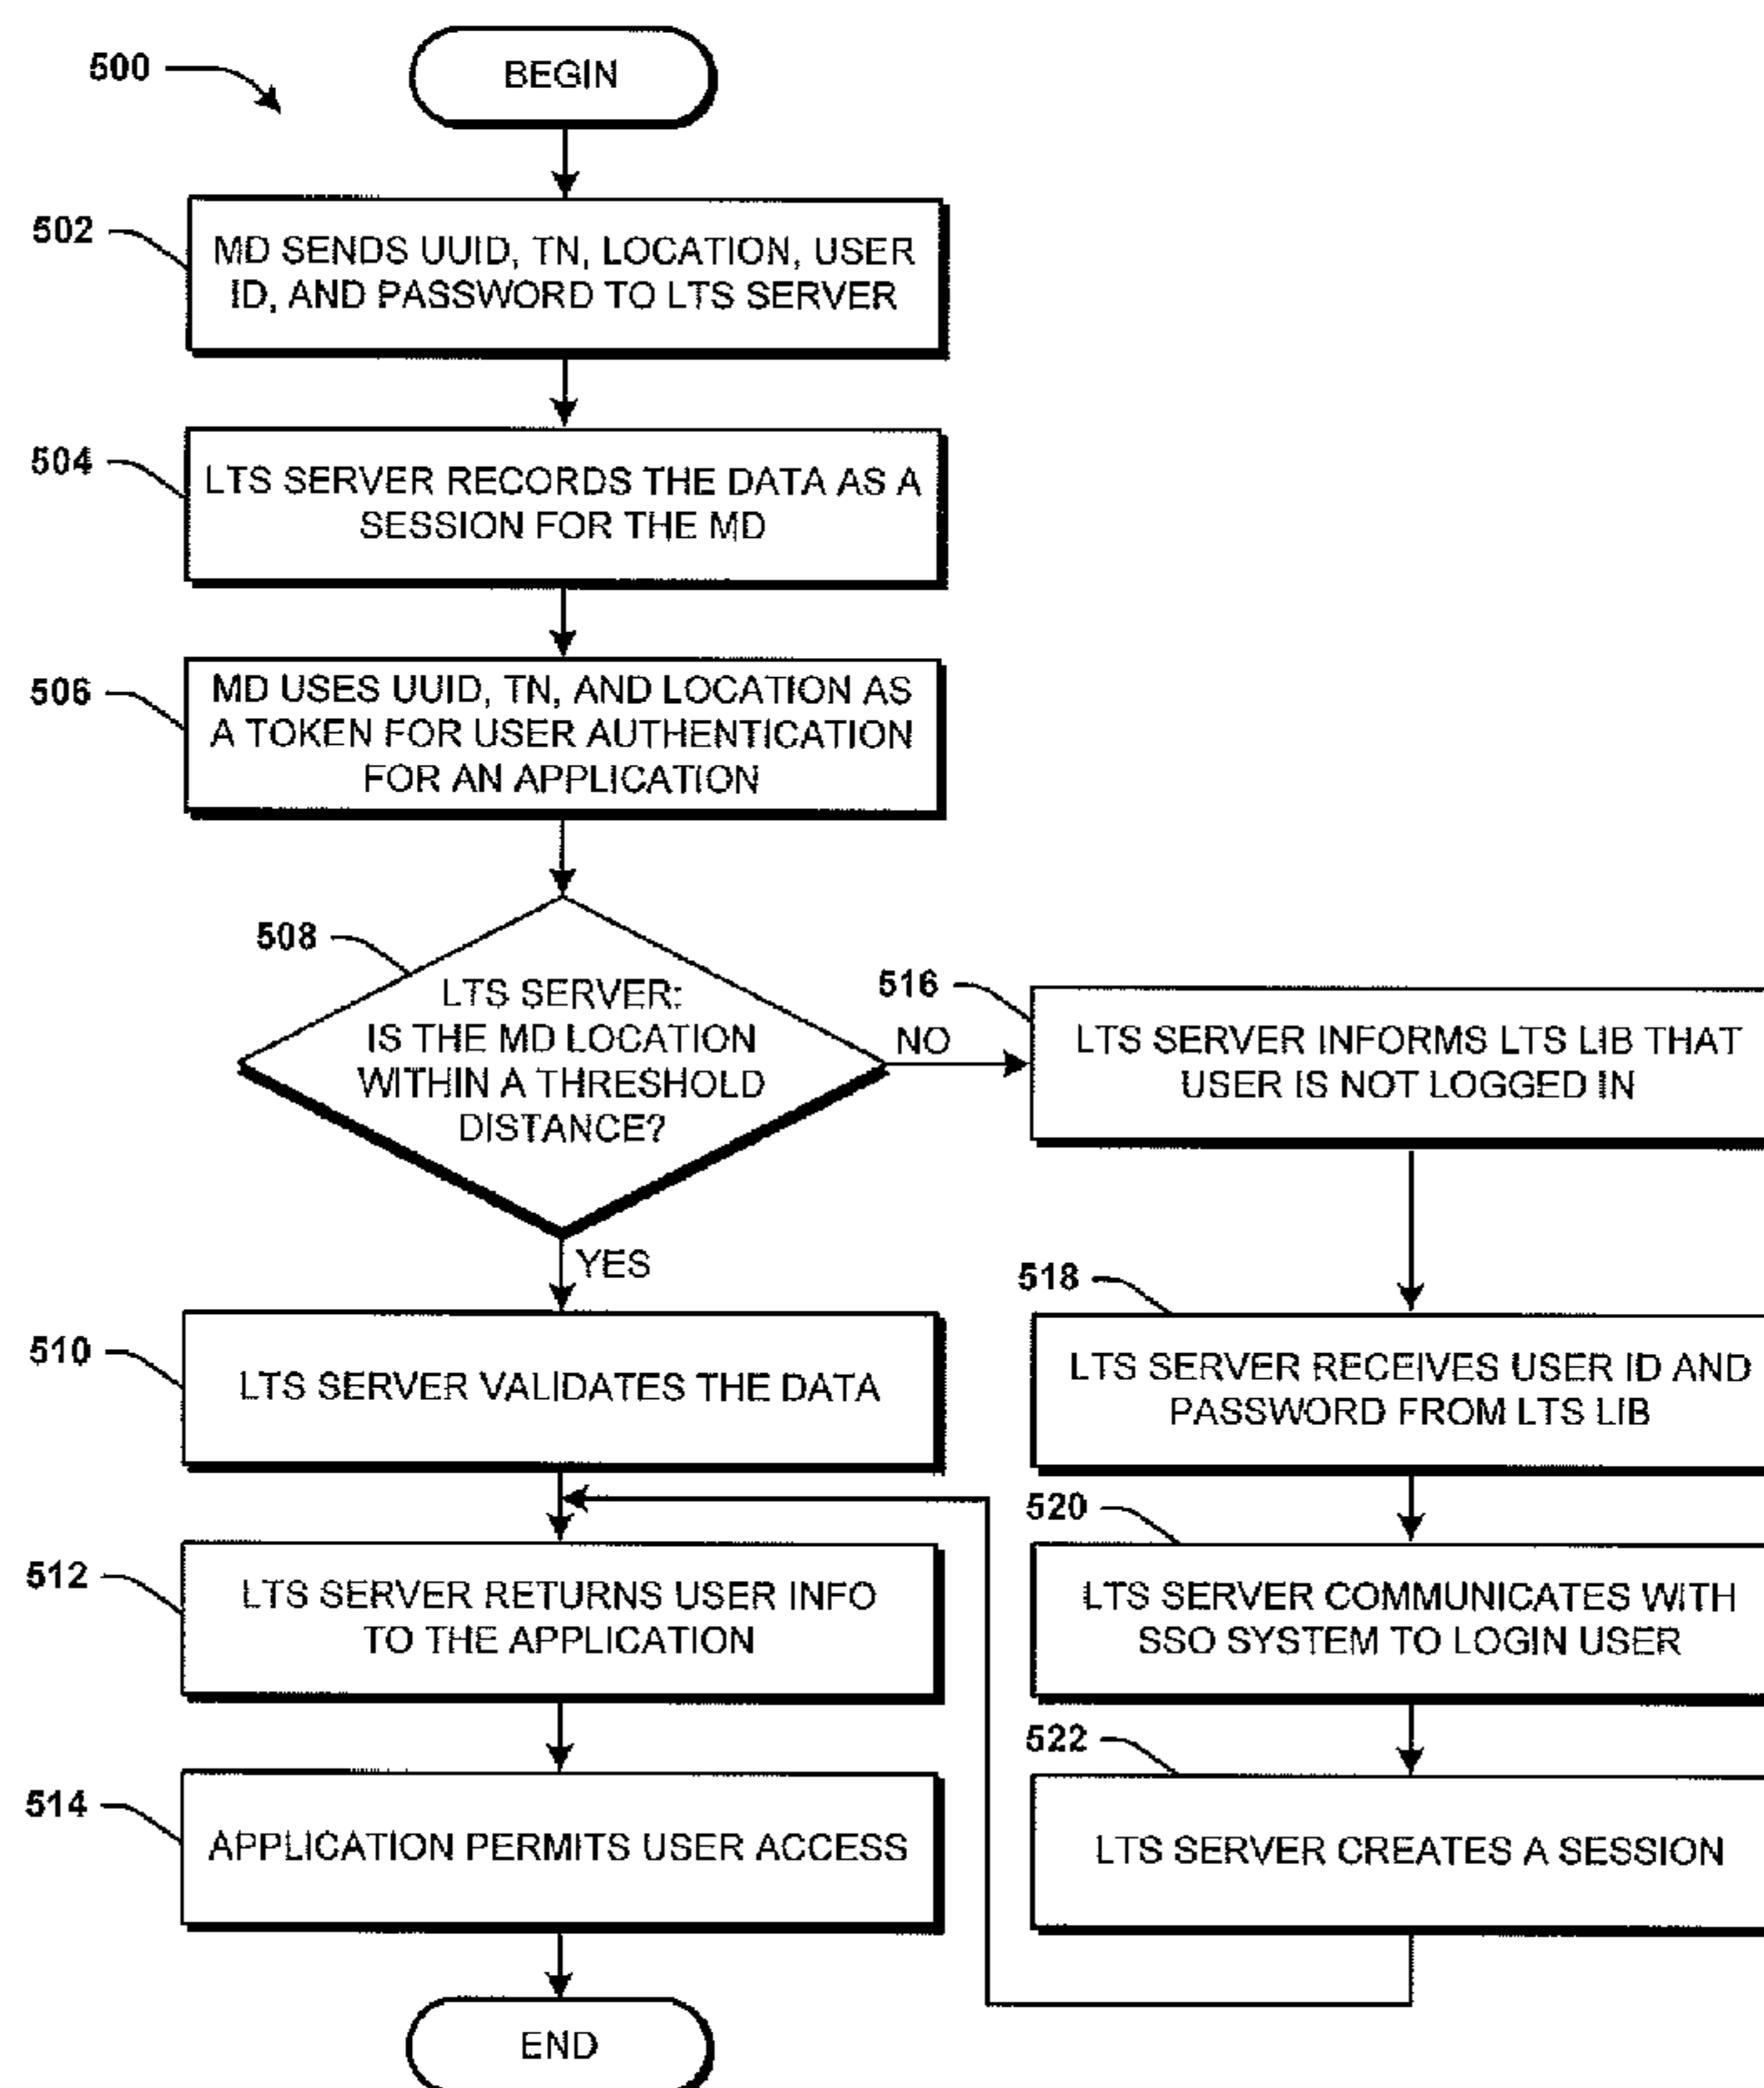 500
BEGIN
502
MD SENDS UUID, TN, LOCATION, USER
ID, AND PASSWORD TO LTS SERVER
504
LTS SERVER RECORDS THE DATA AS A
SESSION FOR THE MD
506
MD USES UUID, TN, AND LOCATION AS
A TOKEN FOR USER AUTHENTICATION
FOR AN APPLICATION
508
LTS SERVER:
IS THE MD LOCATION
WITHIN A THRESHOLD
DISTANCE?
NO
YES
510
LTS SERVER VALIDATES THE DATA
512
LTS SERVER RETURNS USER INFO
TO THE APPLICATION
514
APPLICATION PERMITS USER ACCESS
END
516
LTS SERVER INFORMS LTS LIB THAT
USER IS NOT LOGGED IN
518
LTS SERVER RECEIVES USER ID AND
PASSWORD FROM LTS LIB
520
LTS SERVER COMMUNICATES WITH
SSO SYSTEM TO LOGIN USER
522
LTS SERVER CREATES A SESSION